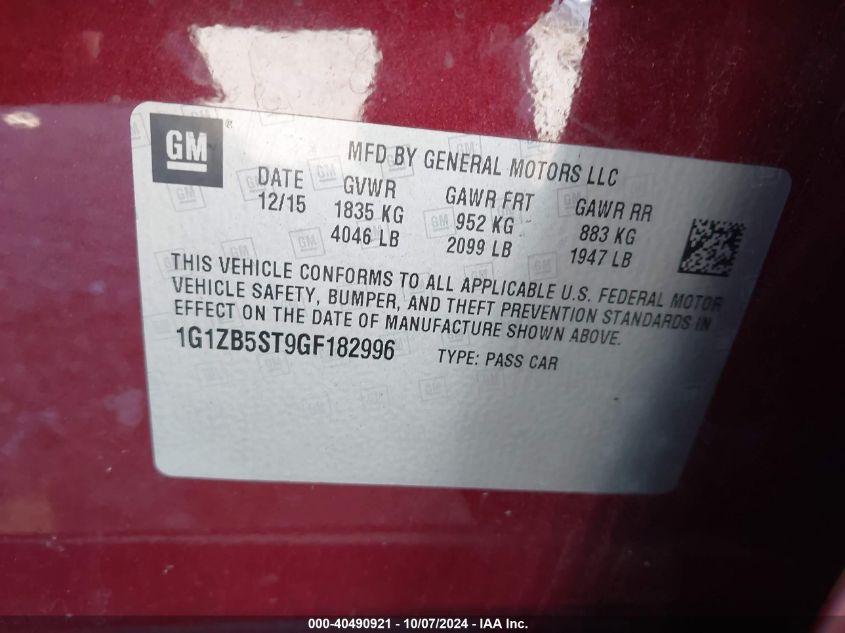 GM ®
MFD BY GENERAL MOTORS LLC
DATE GVWR GAWR FRT GAWR RR
12/15 1835 KG 952 KG 883 KG
4046 LB 2099 LB 1947 LB
THIS VEHICLE CONFORMS TO ALL APPLICABLE U.S. FEDERAL MOTOR
VEHICLE SAFETY, BUMPER, AND THEFT PREVENTION STANDARDS IN
EFFECT ON THE DATE OF MANUFACTURE SHOWN ABOVE.
1G1ZB5ST9GF182996 TYPE: PASS CAR
000-40490921 - 10/07/2024 - IAA Inc.